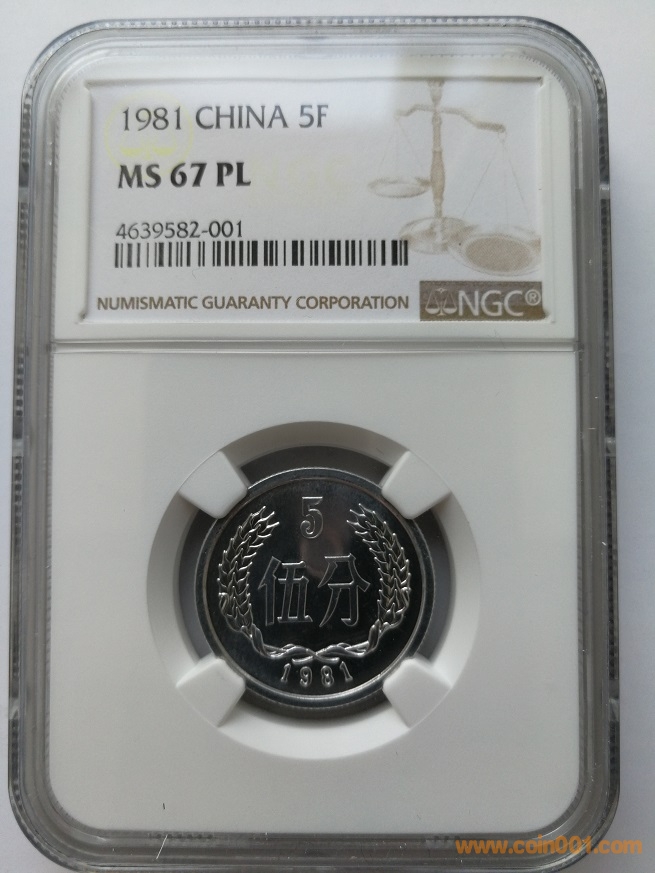 1981 CHINA 5F
MS 67 PL
4639582-001
NUMISMATIC GUARANTY CORPORATION
NGC®
5
伍分
1981
www.coin001.com